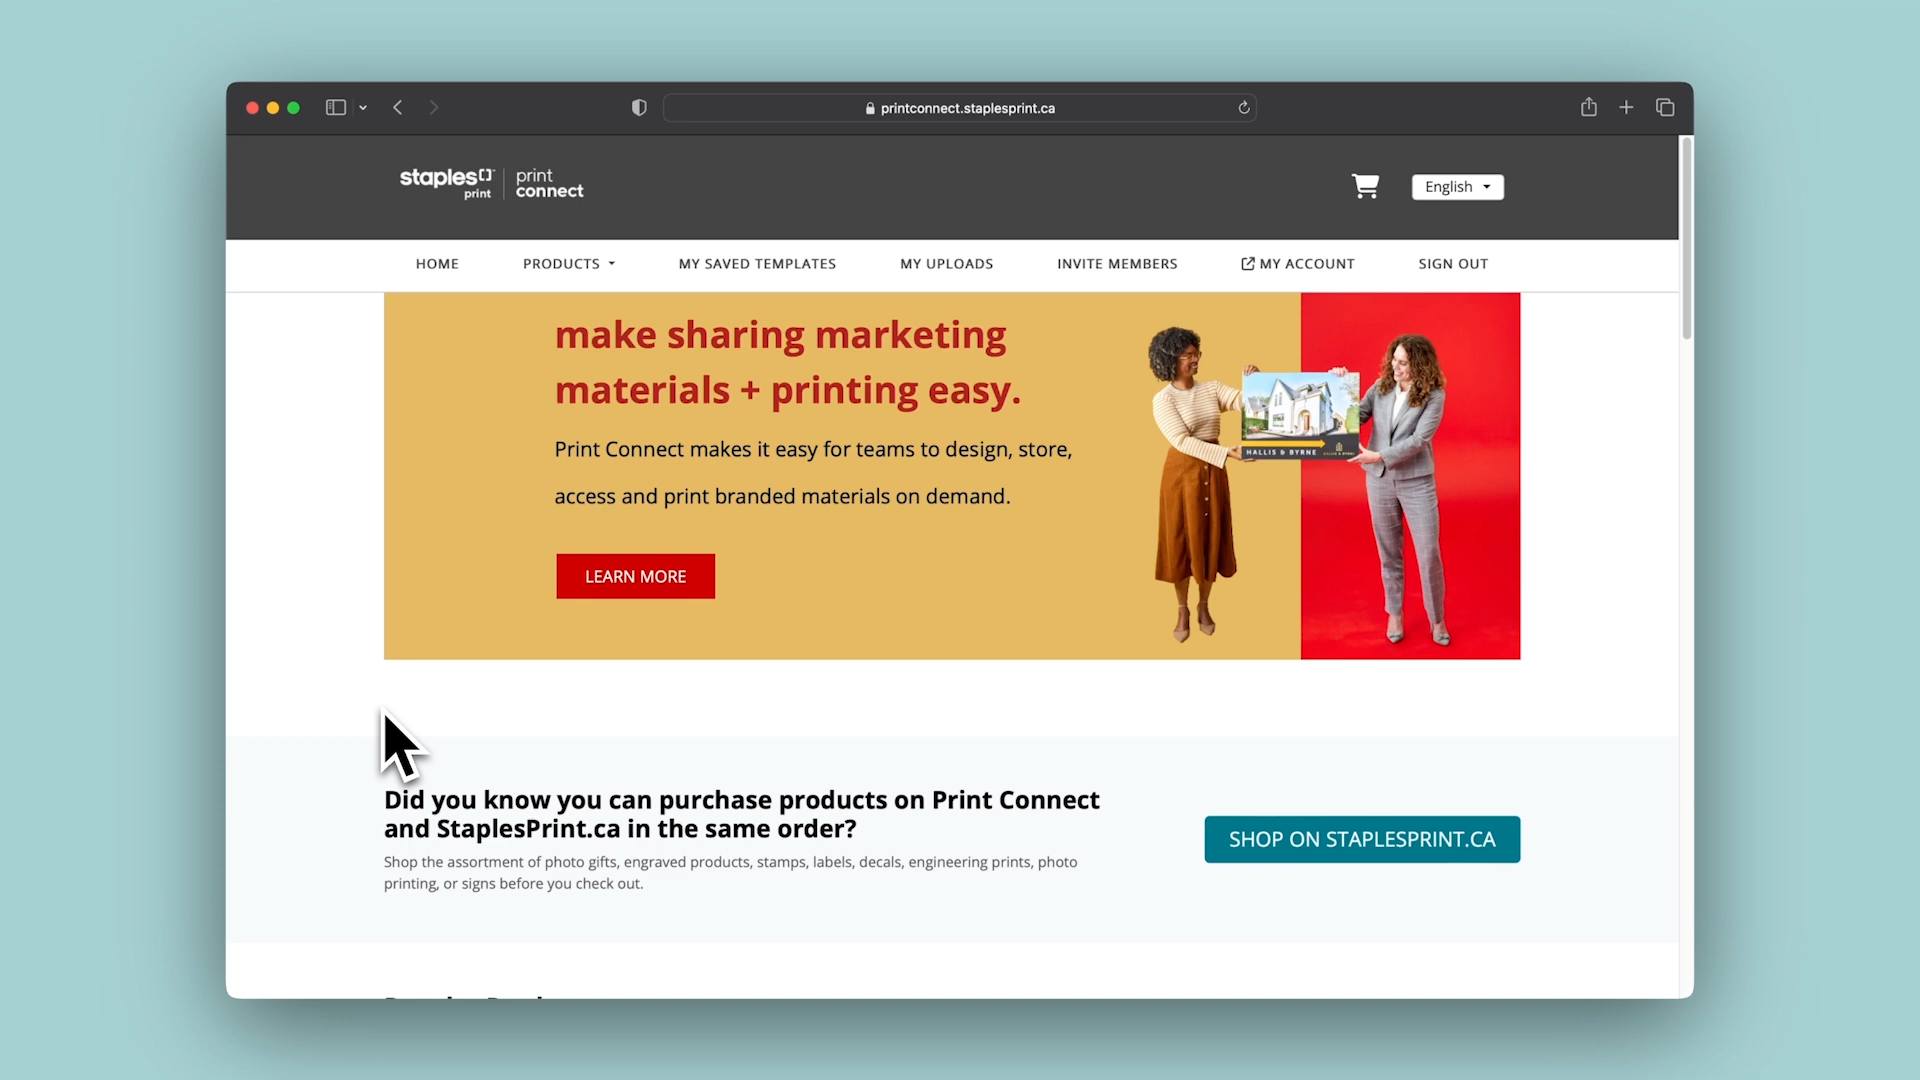 printconnect.staplesprint.ca
staples print
print connect
English
HOME
PRODUCTS
MY SAVED TEMPLATES
MY UPLOADS
INVITE MEMBERS
MY ACCOUNT
SIGN OUT
make sharing marketing
materials + printing easy.
Print Connect makes it easy for teams to design, store,
access and print branded materials on demand.
LEARN MORE
HALLIS & BYRNE
Did you know you can purchase products on Print Connect
and StaplesPrint.ca in the same order?
Shop the assortment of photo gifts, engraved products, stamps, labels, decals, engineering prints, photo
printing, or signs before you check out.
SHOP ON STAPLESPRINT.CA